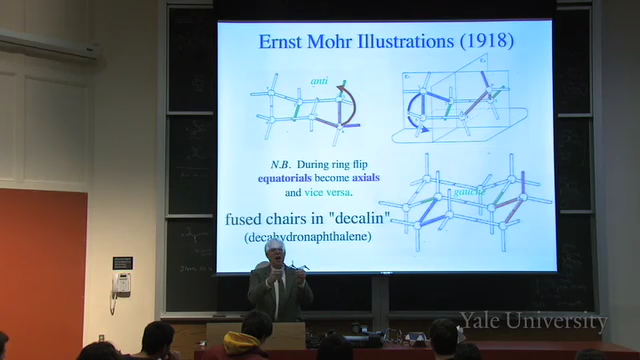 Ernst Mohr Illustrations (1918)
anti
N.B. During ring flip
equatorials become axials
and vice versa.
gauche
fused chairs in "decalin"
(decahydronaphthalene)
Yale University